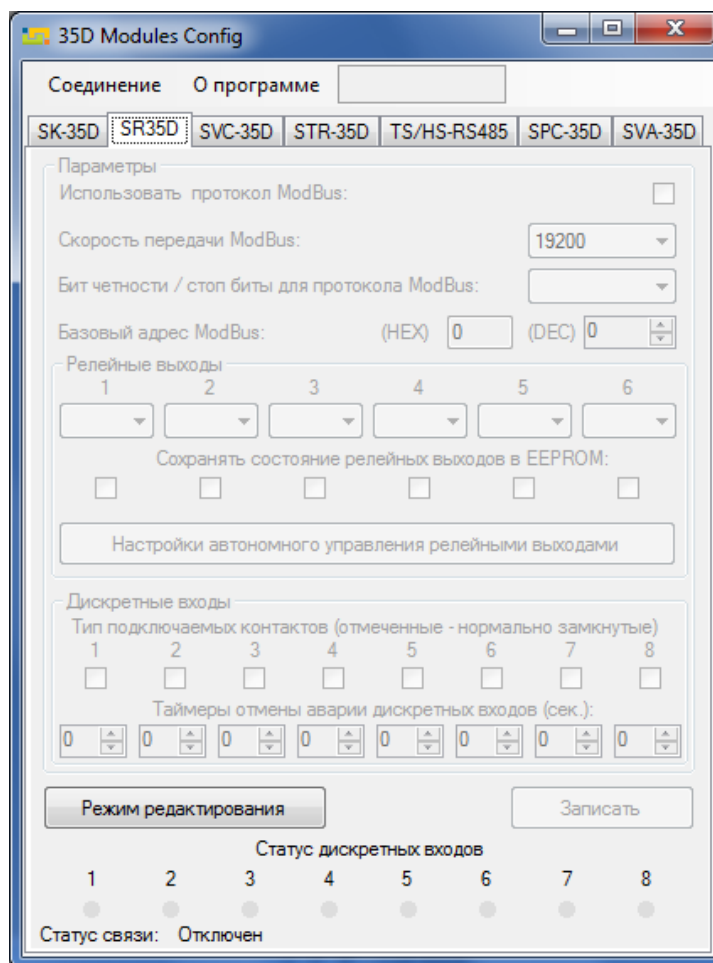 35D Modules Config
Соединение О программе
SK-35D SR35D SVC-35D STR-35D TS/HS-RS485 SPC-35D SVA-35D
Параметры
Использовать протокол ModBus:
Скорость передачи ModBus: 19200
Бит четности / стоп биты для протокола ModBus:
Базовый адрес ModBus: (HEX) 0 (DEC) 0
Релейные выходы
1 2 3 4 5 6
Сохранять состояние релейных выходов в EEPROM:
Настройки автономного управления релейными выходами
Дискретные входы
Тип подключаемых контактов (отмеченные - нормально замкнутые)
1 2 3 4 5 6 7 8
Таймеры отмены аварии дискретных входов (сек.):
0 0 0 0 0 0 0 0
Режим редактирования Записать
Статус дискретных входов
1 2 3 4 5 6 7 8
Статус связи: Отключен